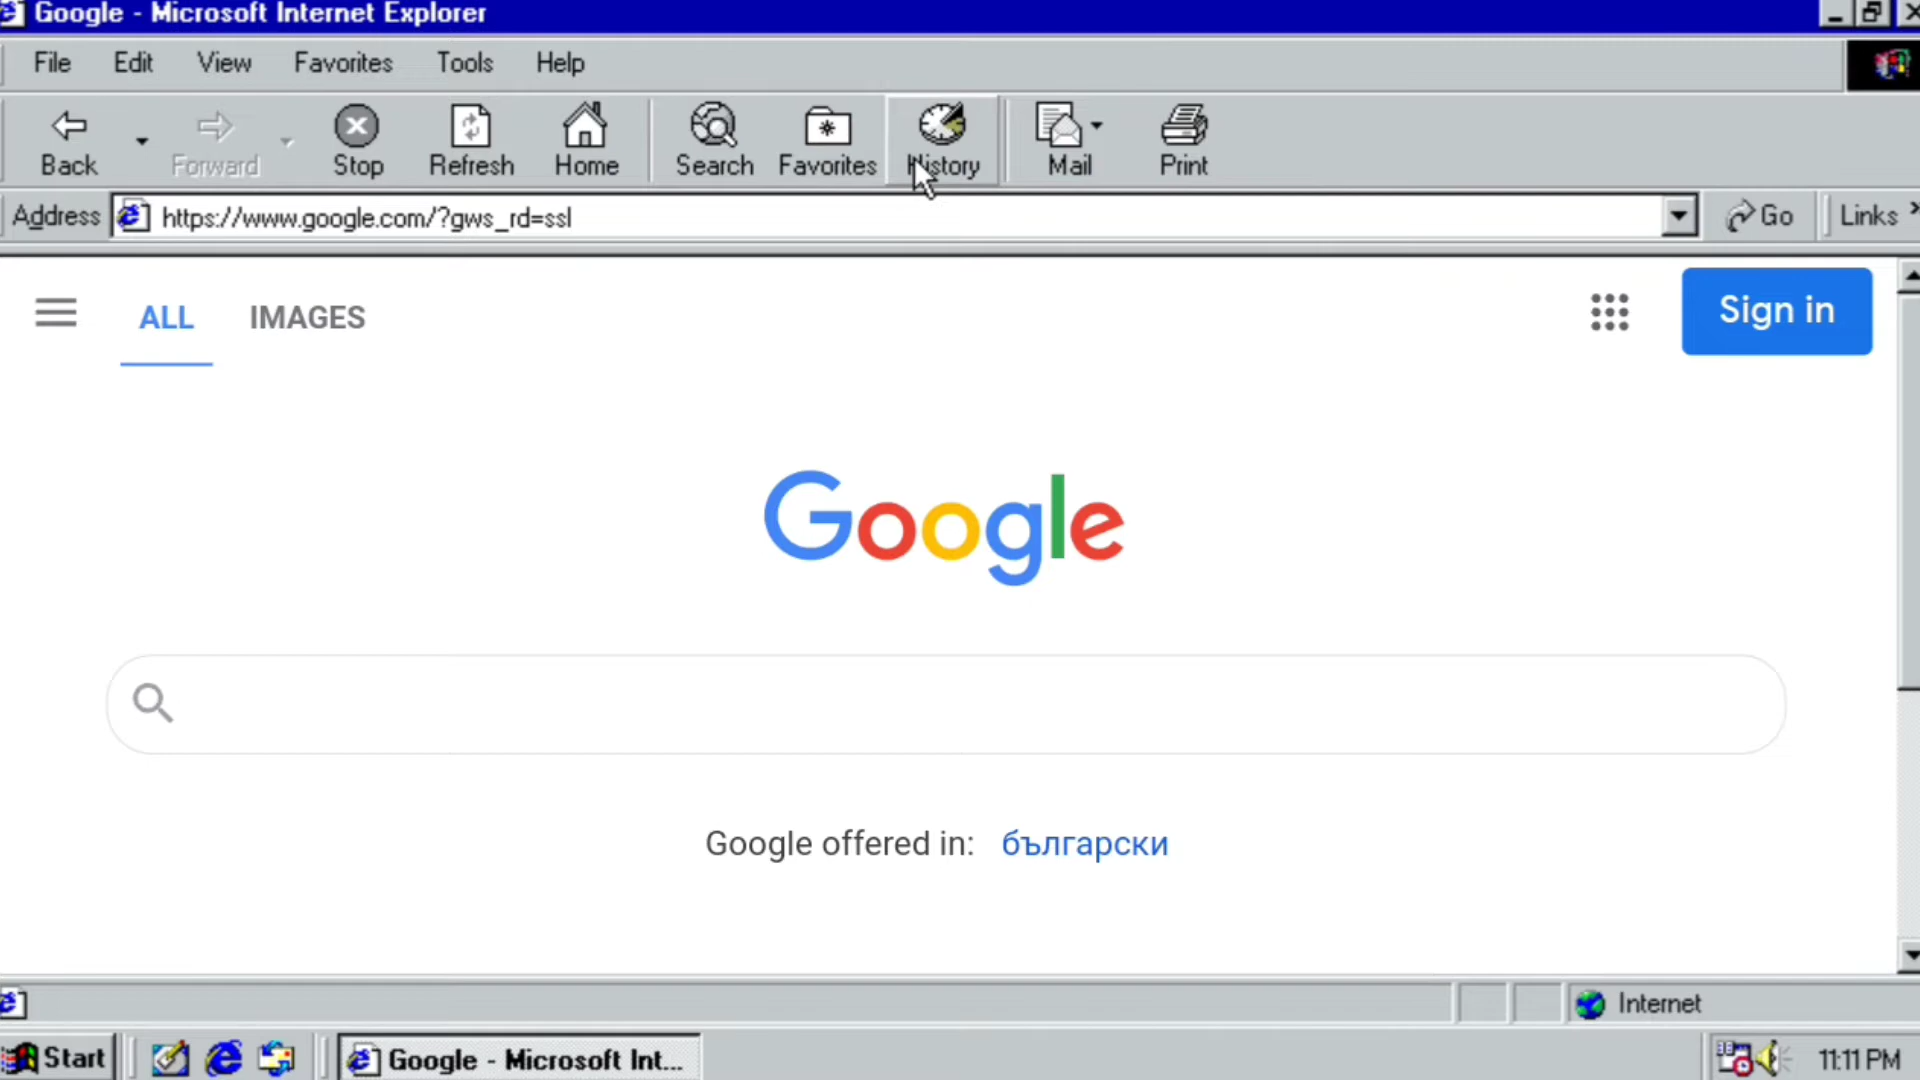 Google - Microsoft Internet Explorer
File Edit View Favorites Tools Help
Back Forward Stop Refresh Home Search Favorites History Mail Print
Address https://www.google.com/?gws_rd=ssl Go Links
ALL IMAGES Sign in
Google
Google offered in: български
Internet
Start Google - Microsoft Int... 11:11 PM